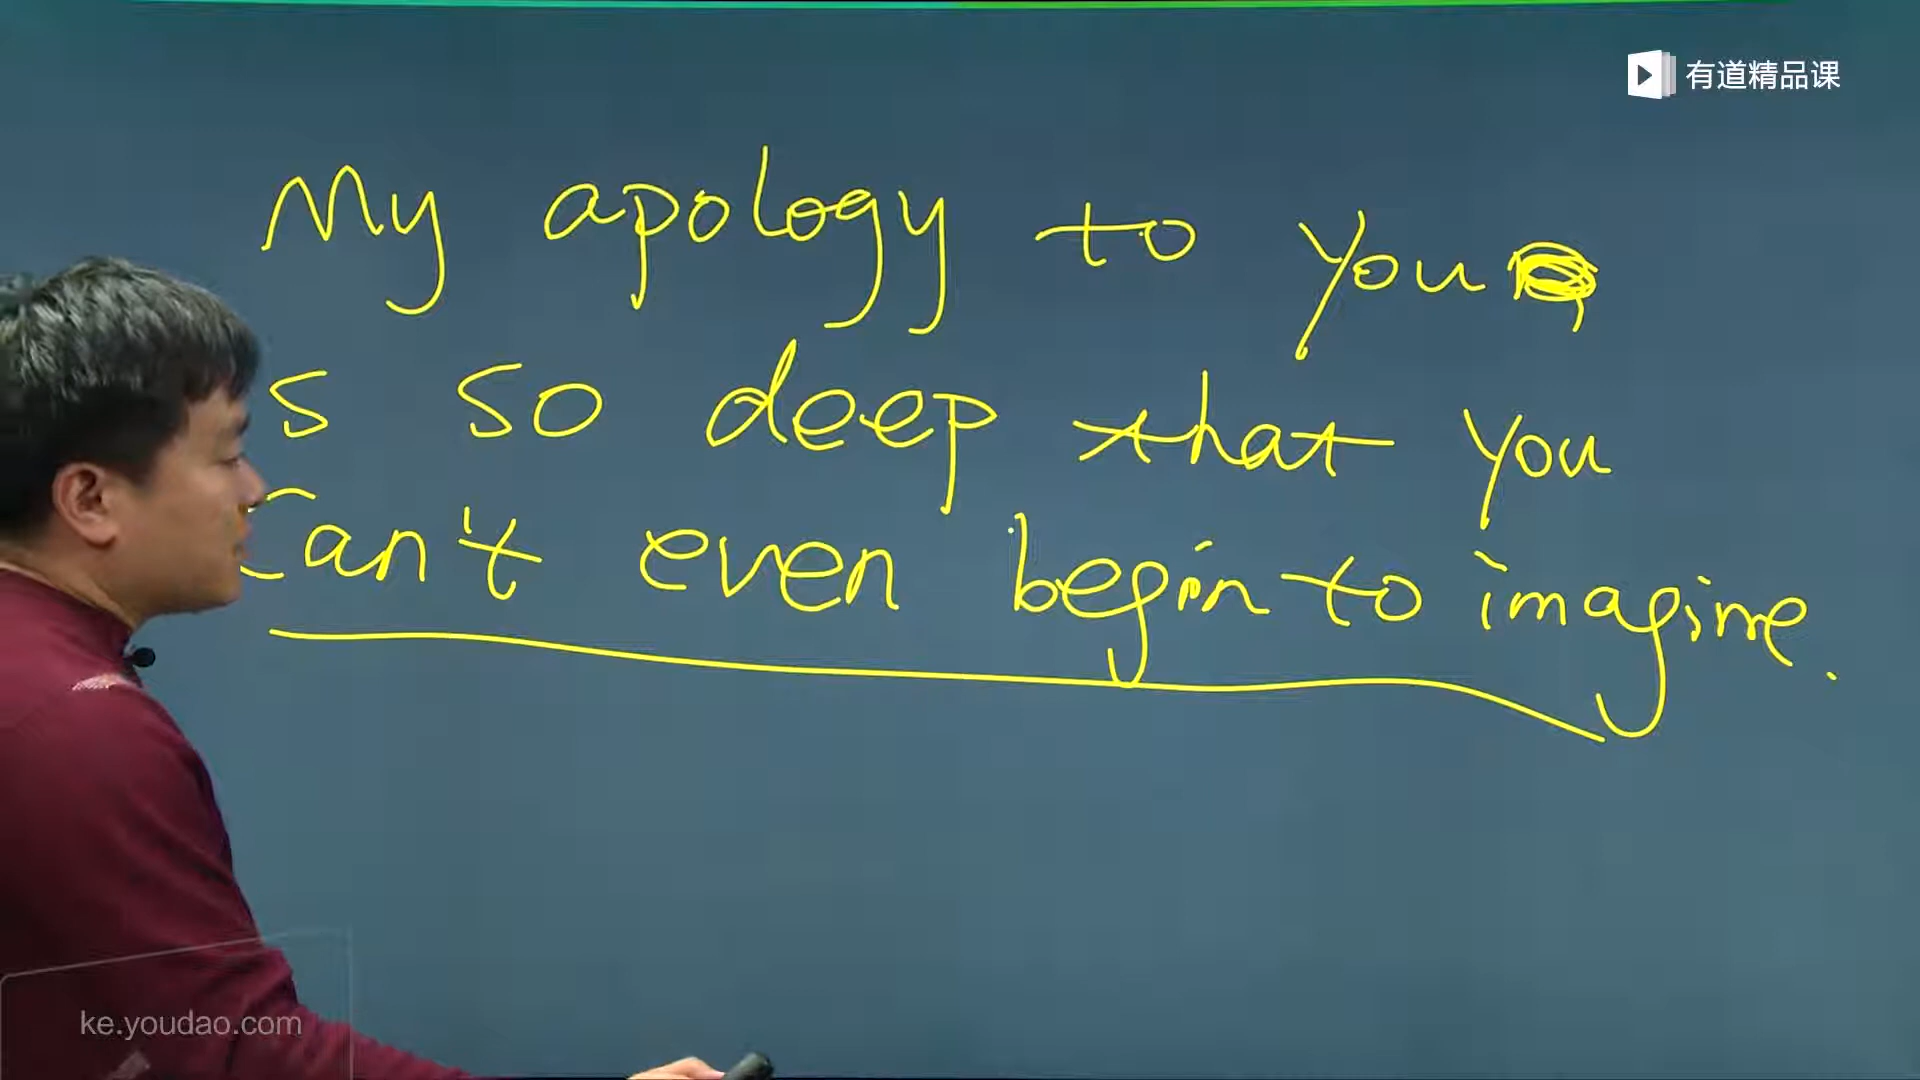 有道精品课
My apology to you
s so deep that you
can't even begin to imagine.
ke.youdao.com